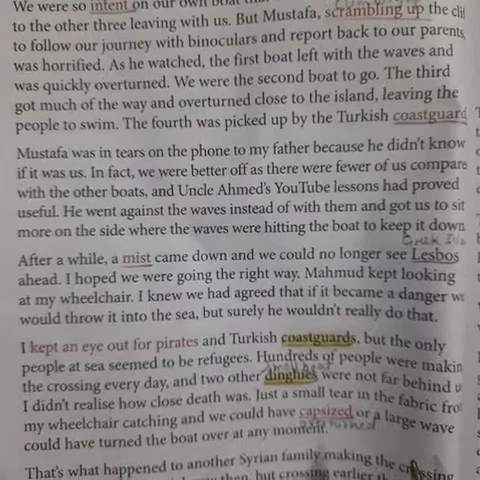 We were so intent on our own boat
to the other three leaving with us. But Mustafa, scrambling up the
to follow our journey with binoculars and report back to our parents,
was horrified. As he watched, the first boat left with the waves and
was quickly overturned. We were the second boat to go. The third
got much of the way and overturned close to the island, leaving the
people to swim. The fourth was picked up by the Turkish coastguard
Mustafa was in tears on the phone to my father because he didn't know
if it was us. In fact, we were better off as there were fewer of us compare
with the other boats, and Uncle Ahmed's YouTube lessons had proved
useful. He went against the waves instead of with them and got us to sit
more on the side where the waves were hitting the boat to keep it down
After a while, a mist came down and we could no longer see Lesbos
ahead. I hoped we were going the right way. Mahmud kept looking
at my wheelchair. I knew we had agreed that if it became a danger we
would throw it into the sea, but surely he wouldn't really do that.
I kept an eye out for pirates and Turkish coastguards, but the only
people at sea seemed to be refugees. Hundreds of people were makin
small boat
the crossing every day, and two other dinghies were not far behind u
I didn't realise how close death was. Just a small tear in the fabric fro
my wheelchair catching and we could have capsized or a large wave
could have turned the boat over at any moment.
That's what happened to another Syrian family making the crossing
then, but crossing earlier